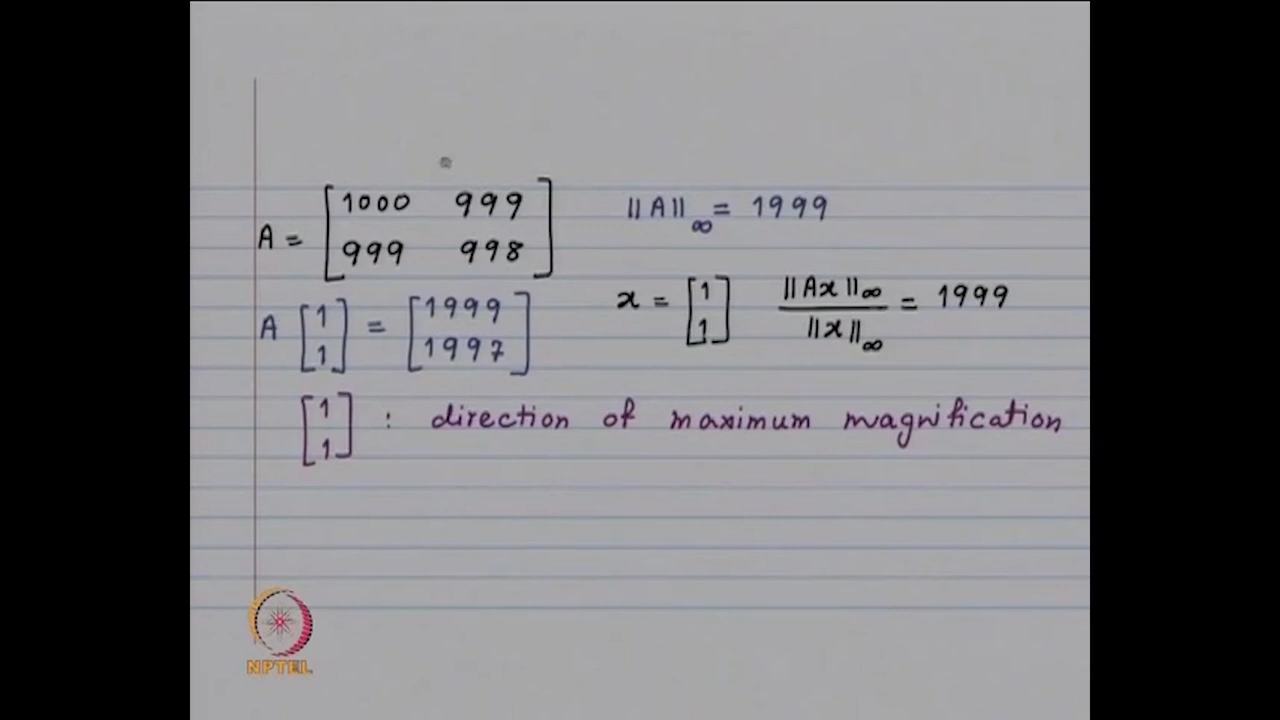 A = [1000 999
999 998] ||A||∞ = 1999
A [1
1] = [1999
1997] x = [1
1] ||Ax||∞ / ||x||∞ = 1999
[1
1] : direction of maximum magnification
NPTEL